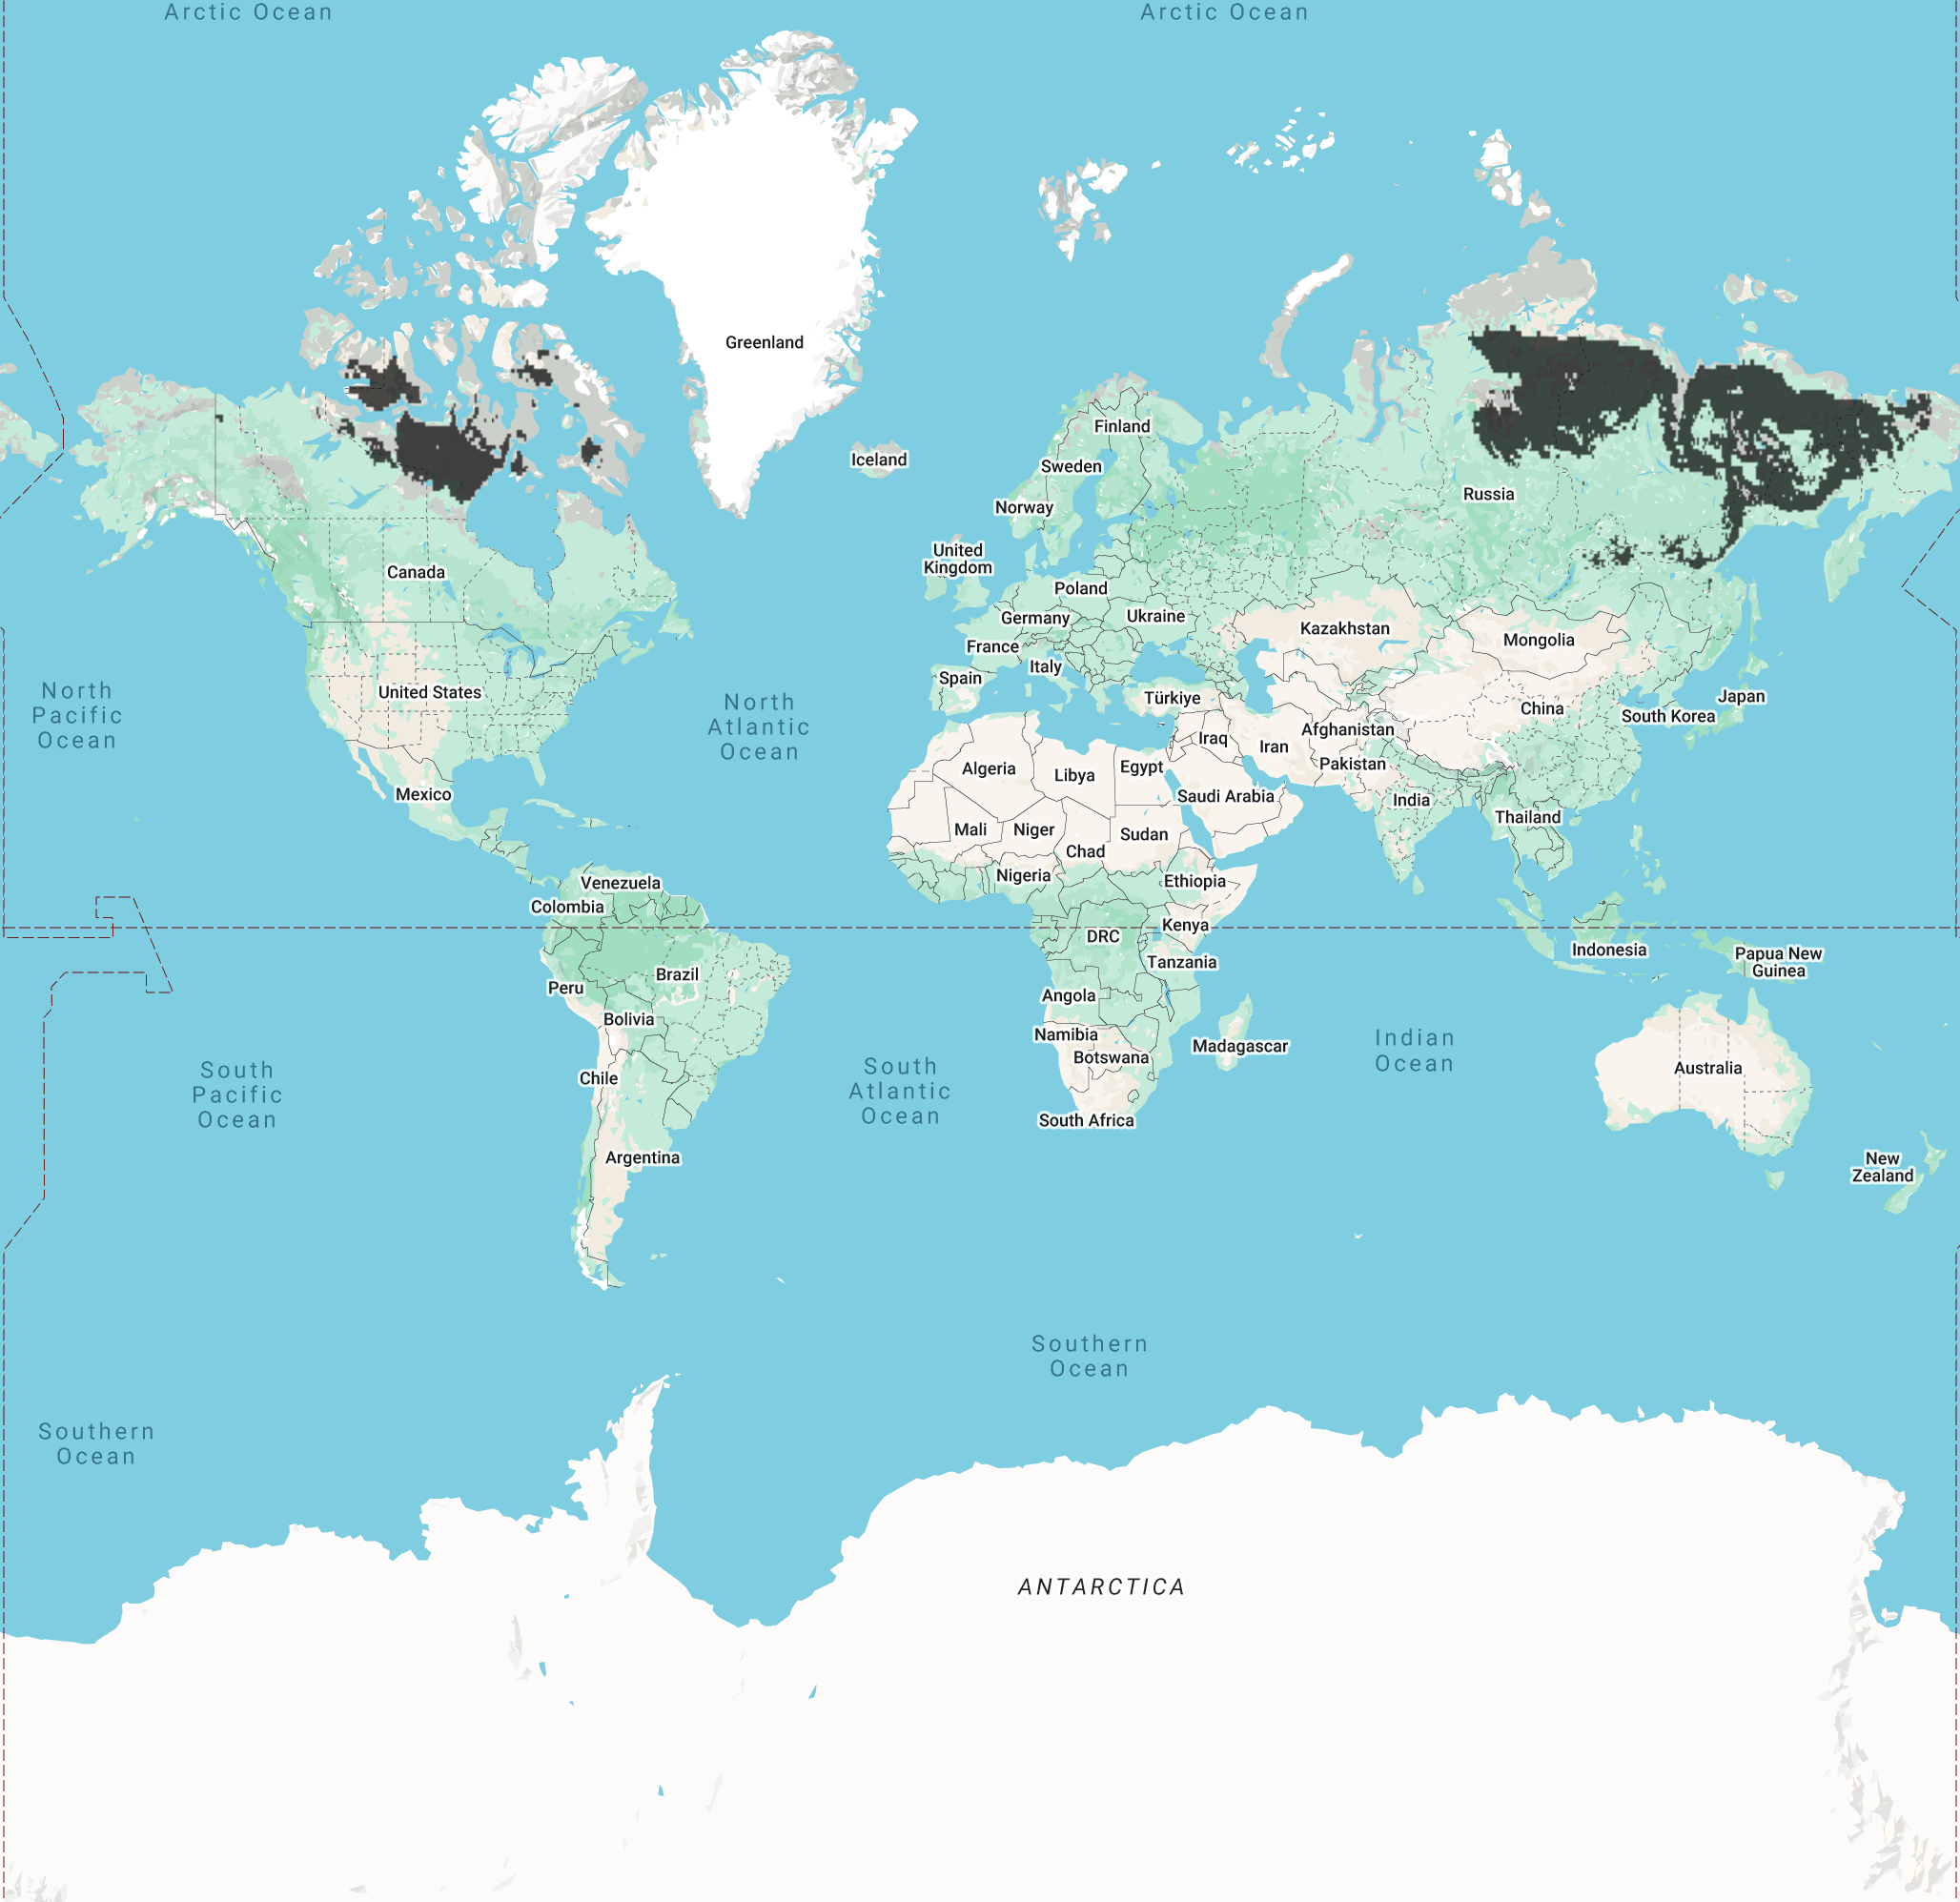 Arctic Ocean
Arctic Ocean
Greenland
Finland
Iceland
Sweden
Russia
Norway
United
Kingdom
Canada
Poland
Germany
Ukraine
Kazakhstan
Mongolia
France
Italy
Spain
United States
Türkiye
Japan
China
South Korea
North
Pacific
Ocean
North
Atlantic
Ocean
Afghanistan
Iraq
Iran
Pakistan
Algeria
Libya
Egypt
Mexico
Saudi Arabia
India
Thailand
Mali
Niger
Sudan
Chad
Nigeria
Ethiopia
Venezuela
Colombia
Kenya
DRC
Indonesia
Papua New
Guinea
Tanzania
Brazil
Peru
Angola
Bolivia
Namibia
Madagascar
Botswana
Indian
Ocean
Australia
Chile
South
Pacific
Ocean
South
Atlantic
Ocean
South Africa
Argentina
New
Zealand
Southern
Ocean
Southern
Ocean
ANTARCTICA